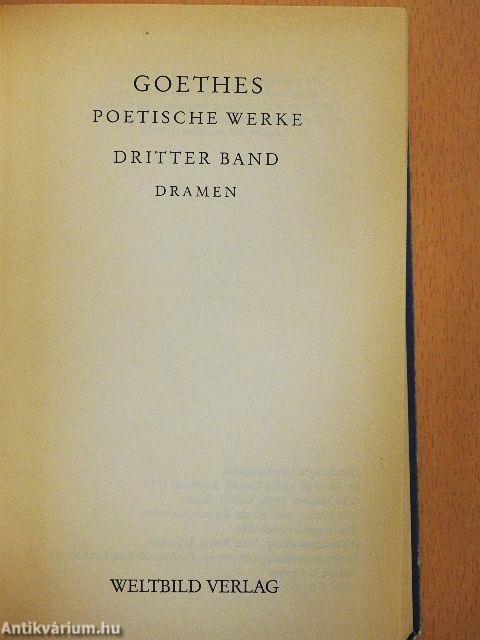 GOETHES
POETISCHE WERKE
DRITTER BAND
DRAMEN
WELTBILD VERLAG
Antikvárium.hu